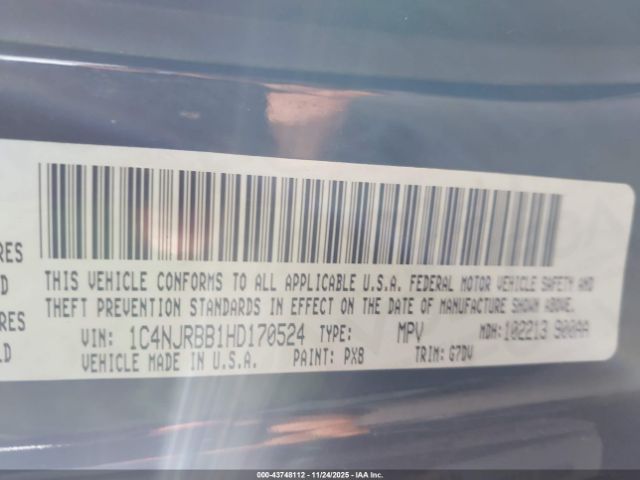 RES
D
THIS VEHICLE CONFORMS TO ALL APPLICABLE U.S.A. FEDERAL MOTOR VEHICLE SAFETY AND
THEFT PREVENTION STANDARDS IN EFFECT ON THE DATE OF MANUFACTURE SHOWN ABOVE.
RES
LD
VIN: 1C4NJRBB1HD170524 TYPE: MPV MDH: 102213 900AA
VEHICLE MADE IN U.S.A. PAINT: PX8 TRIM: G7DV
000-43748112 - 11/24/2025 - IAA Inc.